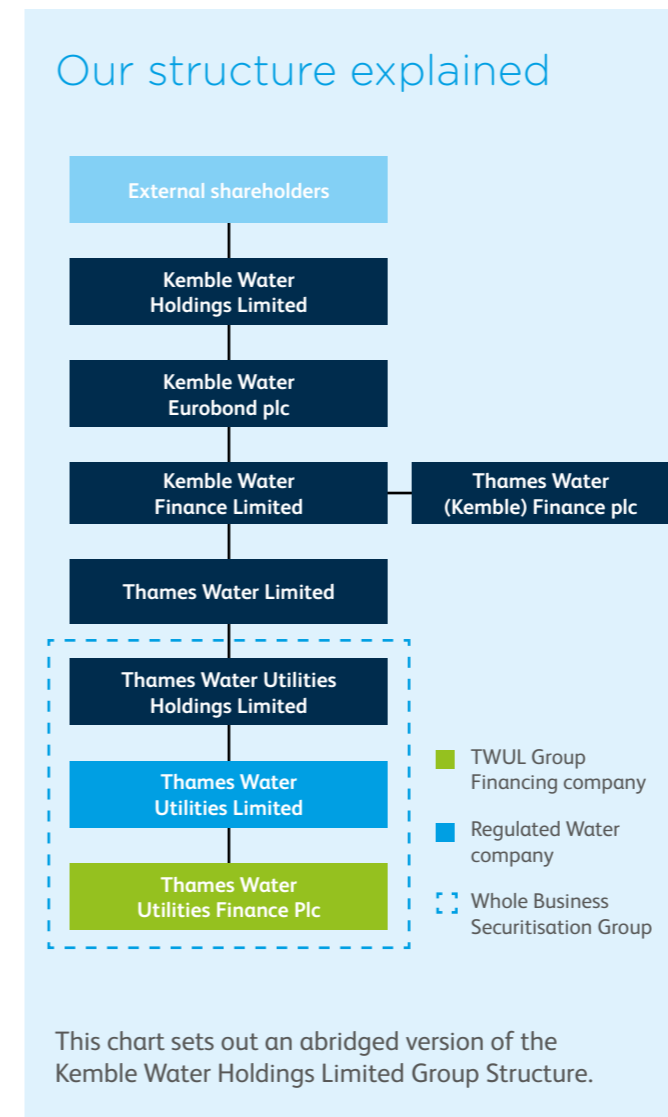 Our structure explained
External shareholders
Kemble Water
Holdings Limited
Kemble Water
Eurobond plc
Kemble Water
Finance Limited
Thames Water
(Kemble) Finance plc
Thames Water Limited
Thames Water Utilities
Holdings Limited
Thames Water
Utilities Limited
Thames Water
Utilities Finance Plc
TWUL Group
Financing company
Regulated Water
company
Whole Business
Securitisation Group
This chart sets out an abridged version of the
Kemble Water Holdings Limited Group Structure.